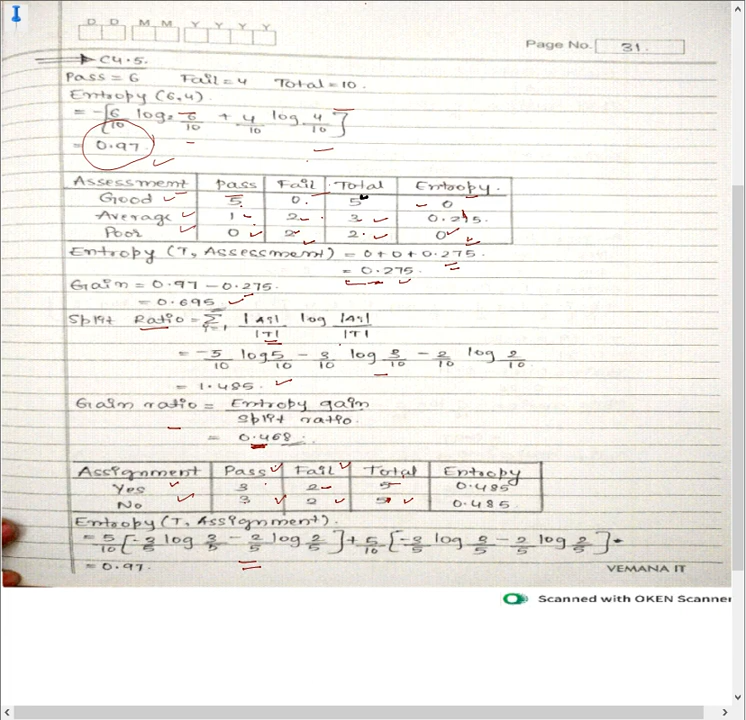 D D M M Y Y Y Y
Page No. 31.
C4.5.
Pass = 6 Fail = 4 Total = 10.
Entropy (6,4).
= -[6/10 log₂ 6/10 + 4/10 log 4/10]
= 0.97
Assessment Pass Fail Total Entropy.
Good 5 0. 5 0
Average 1 2 3 0.275.
Poor 0 2 2. 0
Entropy (T, Assessment) = 0+0+0.275.
= 0.275.
Gain = 0.97 - 0.275.
= 0.695
Split Ratio = Σ i=1 |Ai|/|T| log |Ai|/|T|
= -5/10 log 5/10 - 3/10 log 3/10 - 2/10 log 2/10
= 1.485.
Gain ratio = Entropy gain / Split ratio.
= 0.468
Assignment Pass Fail Total Entropy
Yes 3 2 5 0.485
No 3 2 5 0.485
Entropy (T, Assignment).
= 5/10 [-3/5 log 3/5 - 2/5 log 2/5] + 5/10 [-3/5 log 3/5 - 2/5 log 2/5]
= 0.97.
VEMANA IT
Scanned with OKEN Scanner